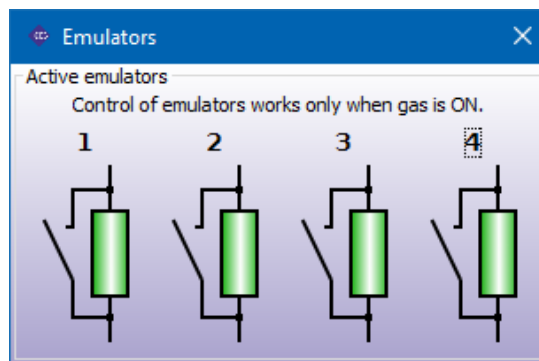 Emulators
Active emulators
Control of emulators works only when gas is ON.
1 2 3 4